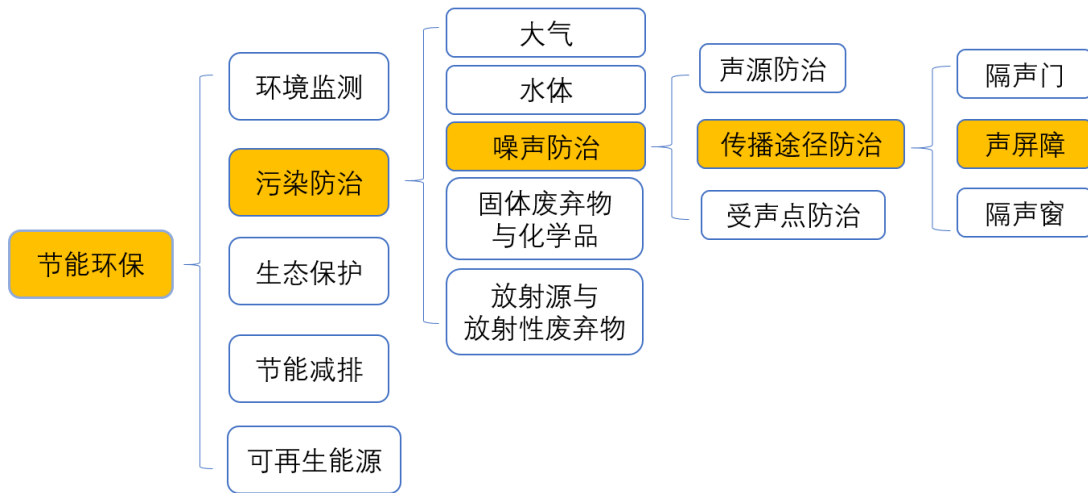 节能环保
环境监测
污染防治
生态保护
节能减排
可再生能源
大气
水体
噪声防治
固体废弃物
与化学品
放射源与
放射性废弃物
声源防治
传播途径防治
受声点防治
隔声门
声屏障
隔声窗